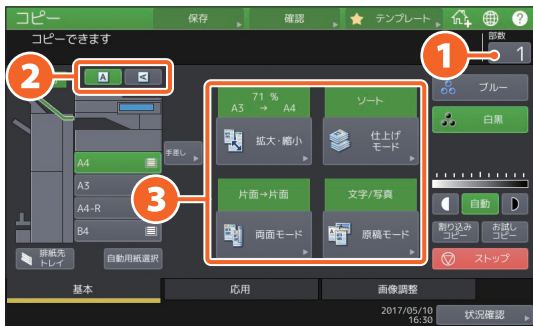 コピー
保存
確認
テンプレート
?
コピーできます
部数
1
1
2
A
A
71 %
A3 → A4
拡大・縮小
ソート
仕上げ
モード
ブルー
白黒
手差し
A4
A3
A4-R
B4
3
片面→片面
両面モード
文字/写真
原稿モード
自動
割り込み
コピー
お試し
コピー
排紙先
トレイ
自動用紙選択
ストップ
基本
応用
画像調整
2017/05/10
16:30
状況確認